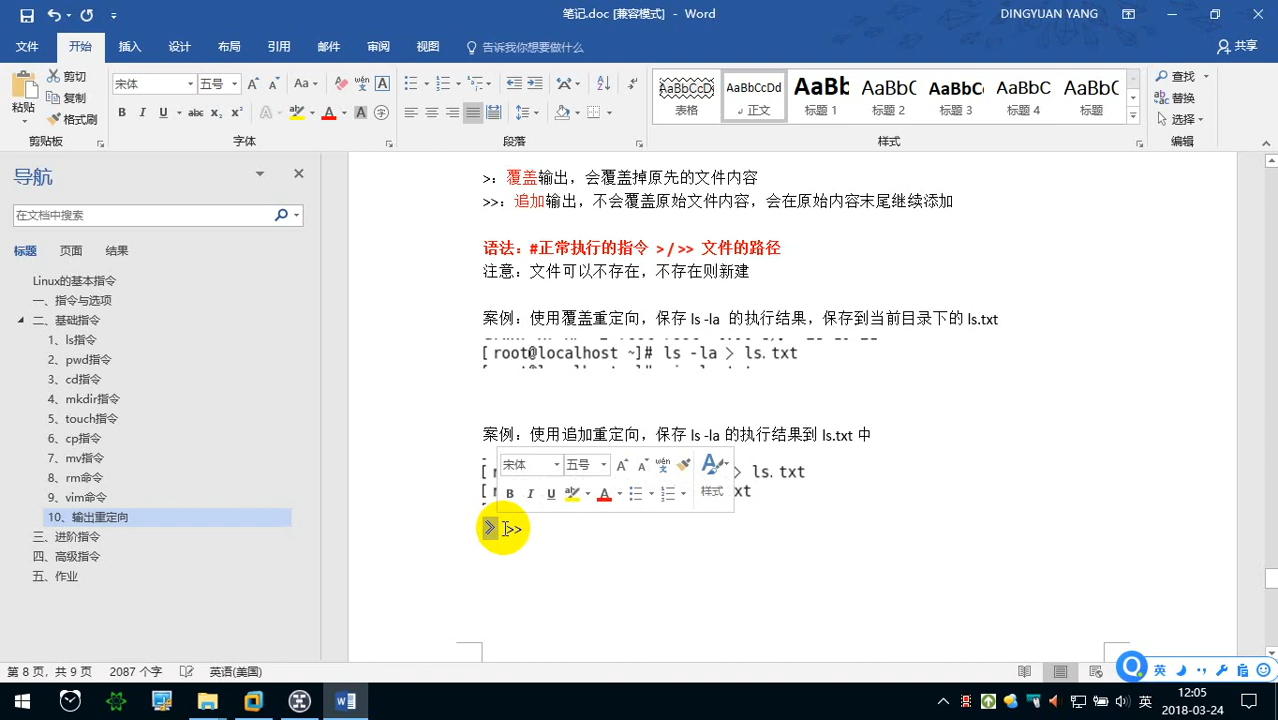 笔记.doc [兼容模式] - Word
DINGYUAN YANG
文件
开始
插入
设计
布局
引用
邮件
审阅
视图
告诉我你想要做什么
共享
粘贴
剪切
复制
格式刷
剪贴板
宋体
五号
字体
段落
AaBbCcDd
表格
AaBbCcDd
正文
AaBb
标题 1
AaBbC
标题 2
AaBbC
标题 3
AaBbC
标题 4
AaBbC
标题
样式
查找
替换
选择
编辑
导航
在文档中搜索
标题
页面
结果
Linux的基本指令
一、指令与选项
二、基础指令
1、ls指令
2、pwd指令
3、cd指令
4、mkdir指令
5、touch指令
6、cp指令
7、mv指令
8、rm指令
9、vim命令
10、输出重定向
三、进阶指令
四、高级指令
五、作业
>：覆盖输出，会覆盖掉原先的文件内容
>>：追加输出，不会覆盖原始文件内容，会在原始内容末尾继续添加
语法：#正常执行的指令 > / >> 文件的路径
注意：文件可以不存在，不存在则新建
案例：使用覆盖重定向，保存 ls -la 的执行结果，保存到当前目录下的 ls.txt
[root@localhost ~]# ls -la > ls.txt
案例：使用追加重定向，保存 ls -la 的执行结果到 ls.txt 中
> ls.txt
宋体
五号
样式
> >>
第 8 页，共 9 页
2087 个字
英语(美国)
英
英
12:05
2018-03-24